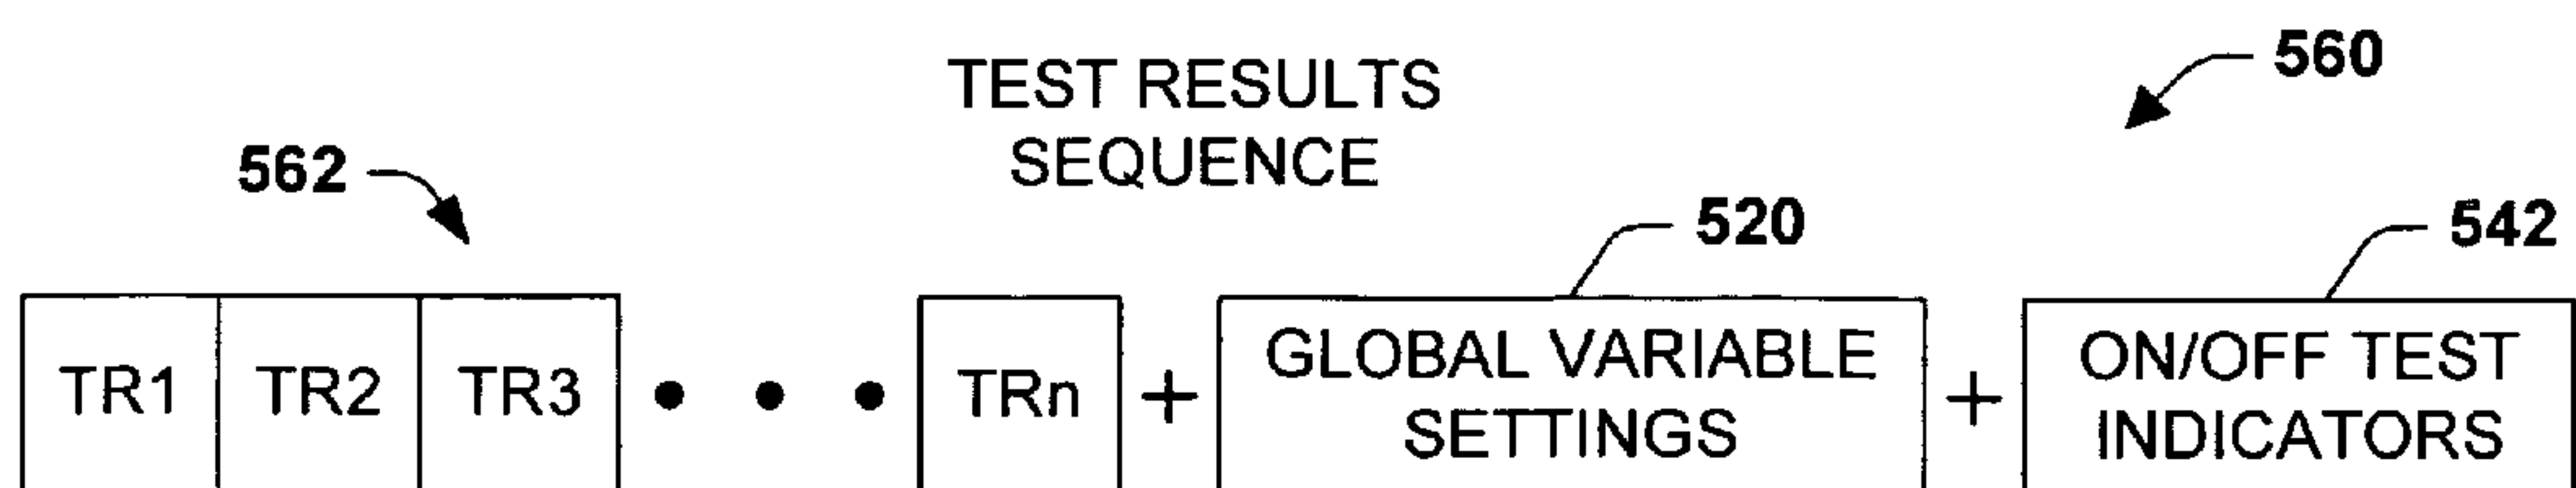 TEST RESULTS
SEQUENCE
560
562
520
542
TR1 TR2 TR3 • • • TRn + GLOBAL VARIABLE SETTINGS + ON/OFF TEST INDICATORS